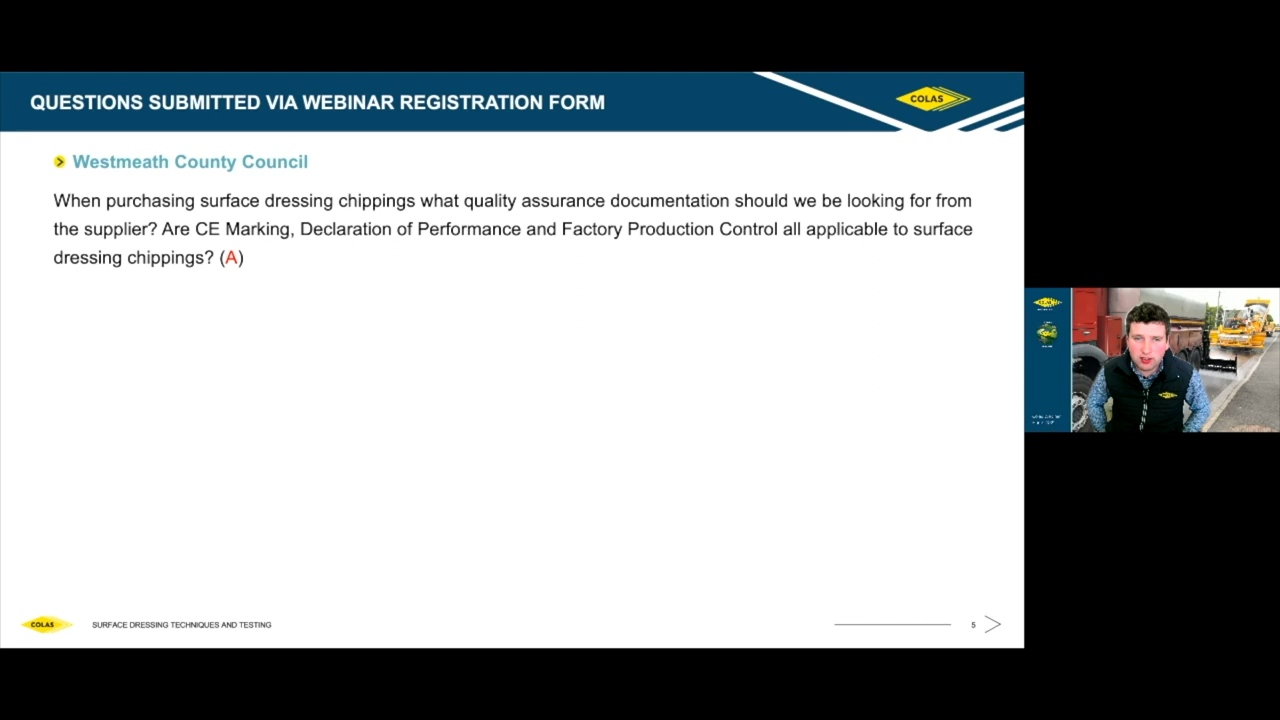 QUESTIONS SUBMITTED VIA WEBINAR REGISTRATION FORM
COLAS
Westmeath County Council
When purchasing surface dressing chippings what quality assurance documentation should we be looking for from
the supplier? Are CE Marking, Declaration of Performance and Factory Production Control all applicable to surface
dressing chippings? (A)
COLAS
SURFACE DRESSING TECHNIQUES AND TESTING
5